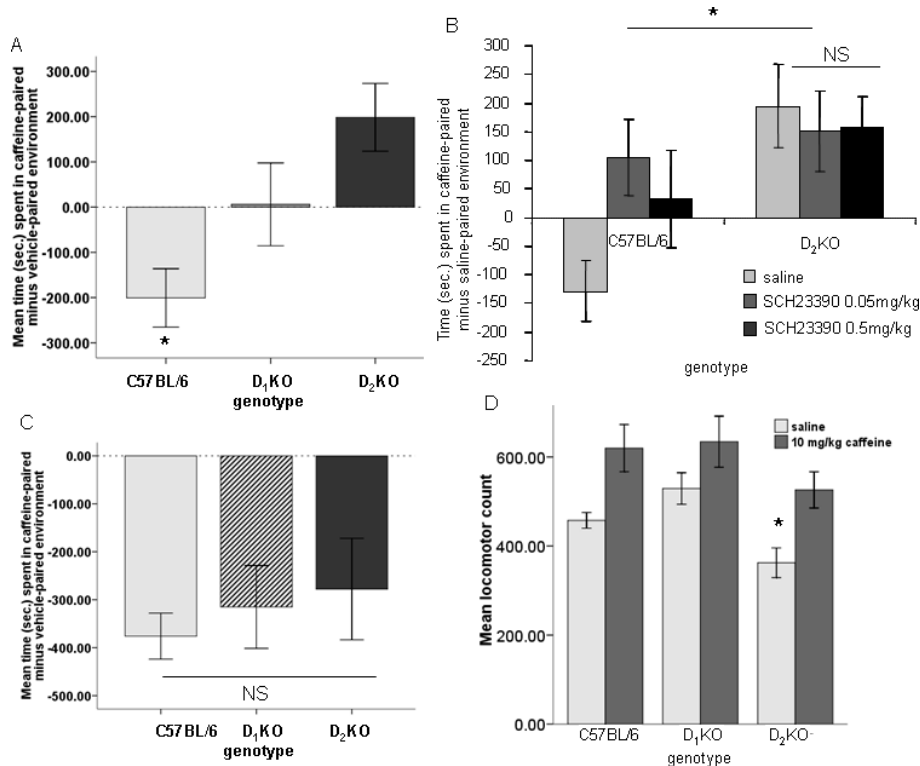 A
Mean time (sec.) spent in caffeine-paired
minus vehicle-paired environment
300.00
200.00
100.00
0.00
-100.00
-200.00
-300.00
*
C57BL/6 D₁KO D₂KO
genotype
B
Time (sec.) spent in caffeine-paired
minus saline-paired environment
300
250
200
150
100
50
0
-50
-100
-150
-200
-250
*
NS
C57BL/6 D₂KO
saline
SCH23390 0.05mg/kg
SCH23390 0.5mg/kg
genotype
C
Mean time (sec.) spent in caffeine-paired
minus vehicle-paired environment
0.00
-100.00
-200.00
-300.00
-400.00
-500.00
NS
C57BL/6 D₁KO D₂KO
genotype
D
Mean locomotor count
600.00
400.00
200.00
0.00
saline
10 mg/kg caffeine
*
C57BL/6 D₁KO D₂KO-
genotype